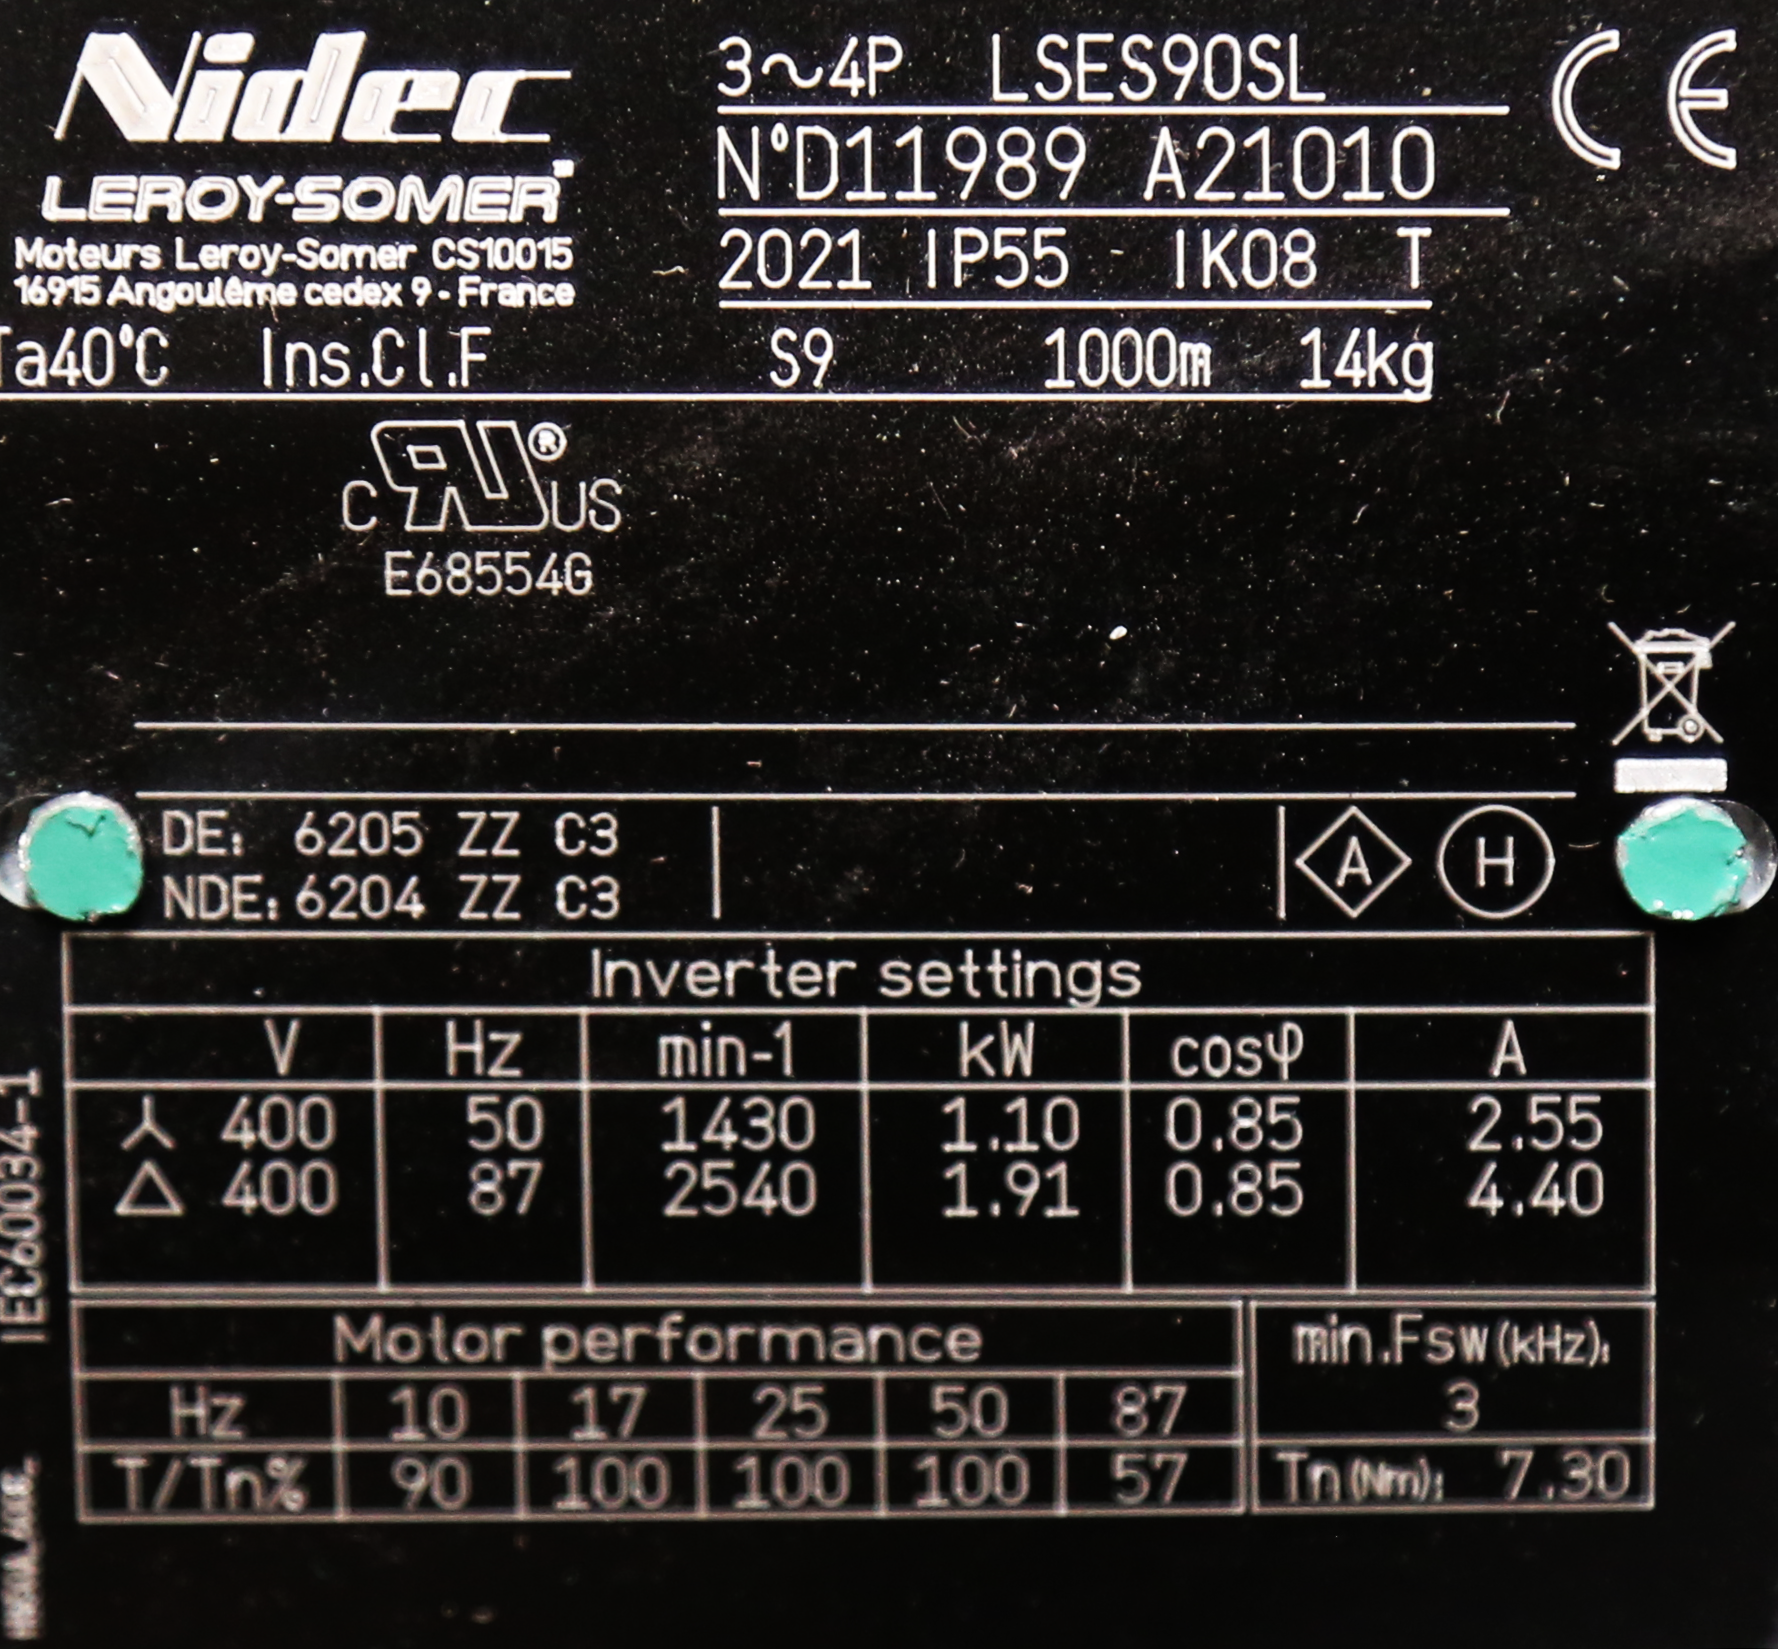 Nidec
3~4P LSES90SL
CE
N°D11989 A21010
LEROY-SOMER
Moteurs Leroy-Somer CS10015
16915 Angoulême cedex 9 - France
2021 IP55 IK08 T
Ta40°C Ins.Cl.F S9 1000m 14kg
C RU® US
E68554G
DE: 6205 ZZ C3
NDE: 6204 ZZ C3
A H
Inverter settings
V Hz min-1 kW cosφ A
⅄ 400 50 1430 1.10 0.85 2.55
△ 400 87 2540 1.91 0.85 4.40
IEC60034-1
Motor performance
min.Fsw(kHz):
Hz 10 17 25 50 87
3
T/Tn% 90 100 100 100 57
Tn(Nm): 7.30